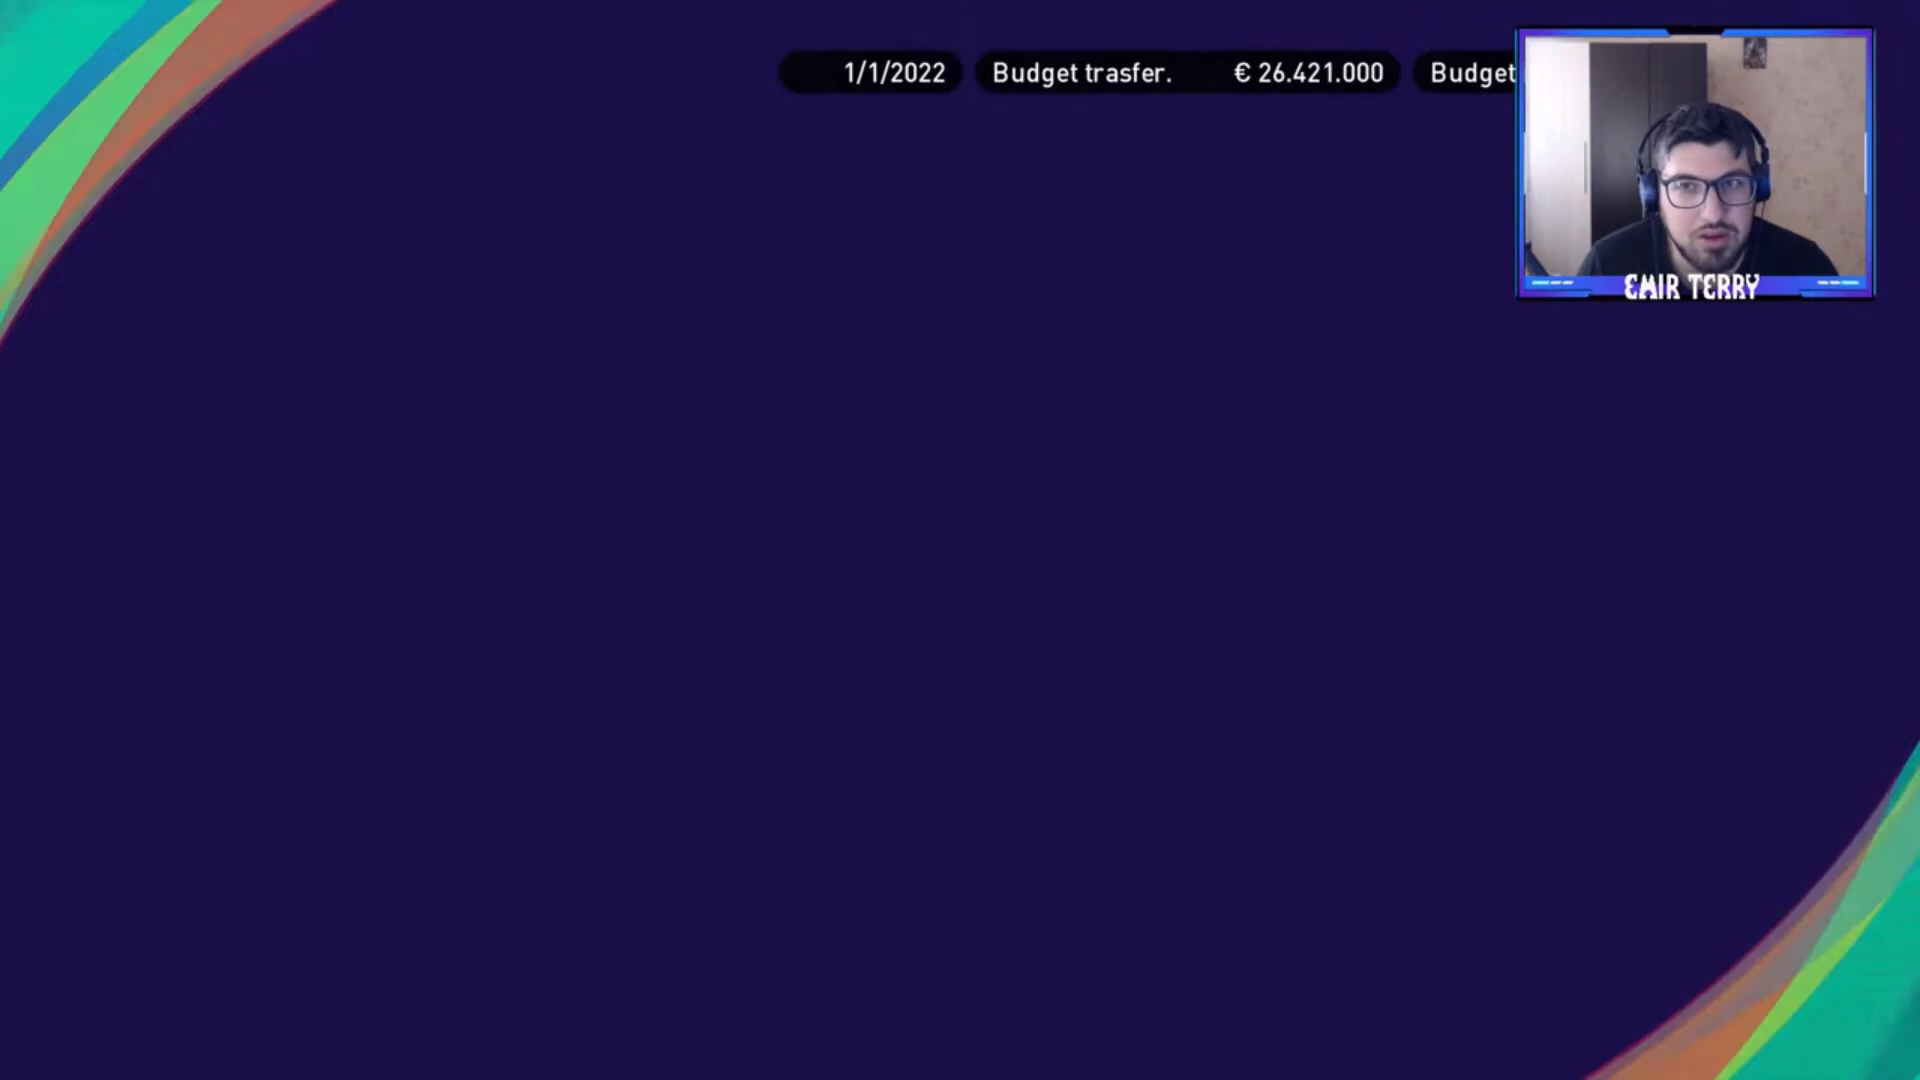 1/1/2022 Budget trasfer. € 26.421.000 Budget
EMIR TERRY